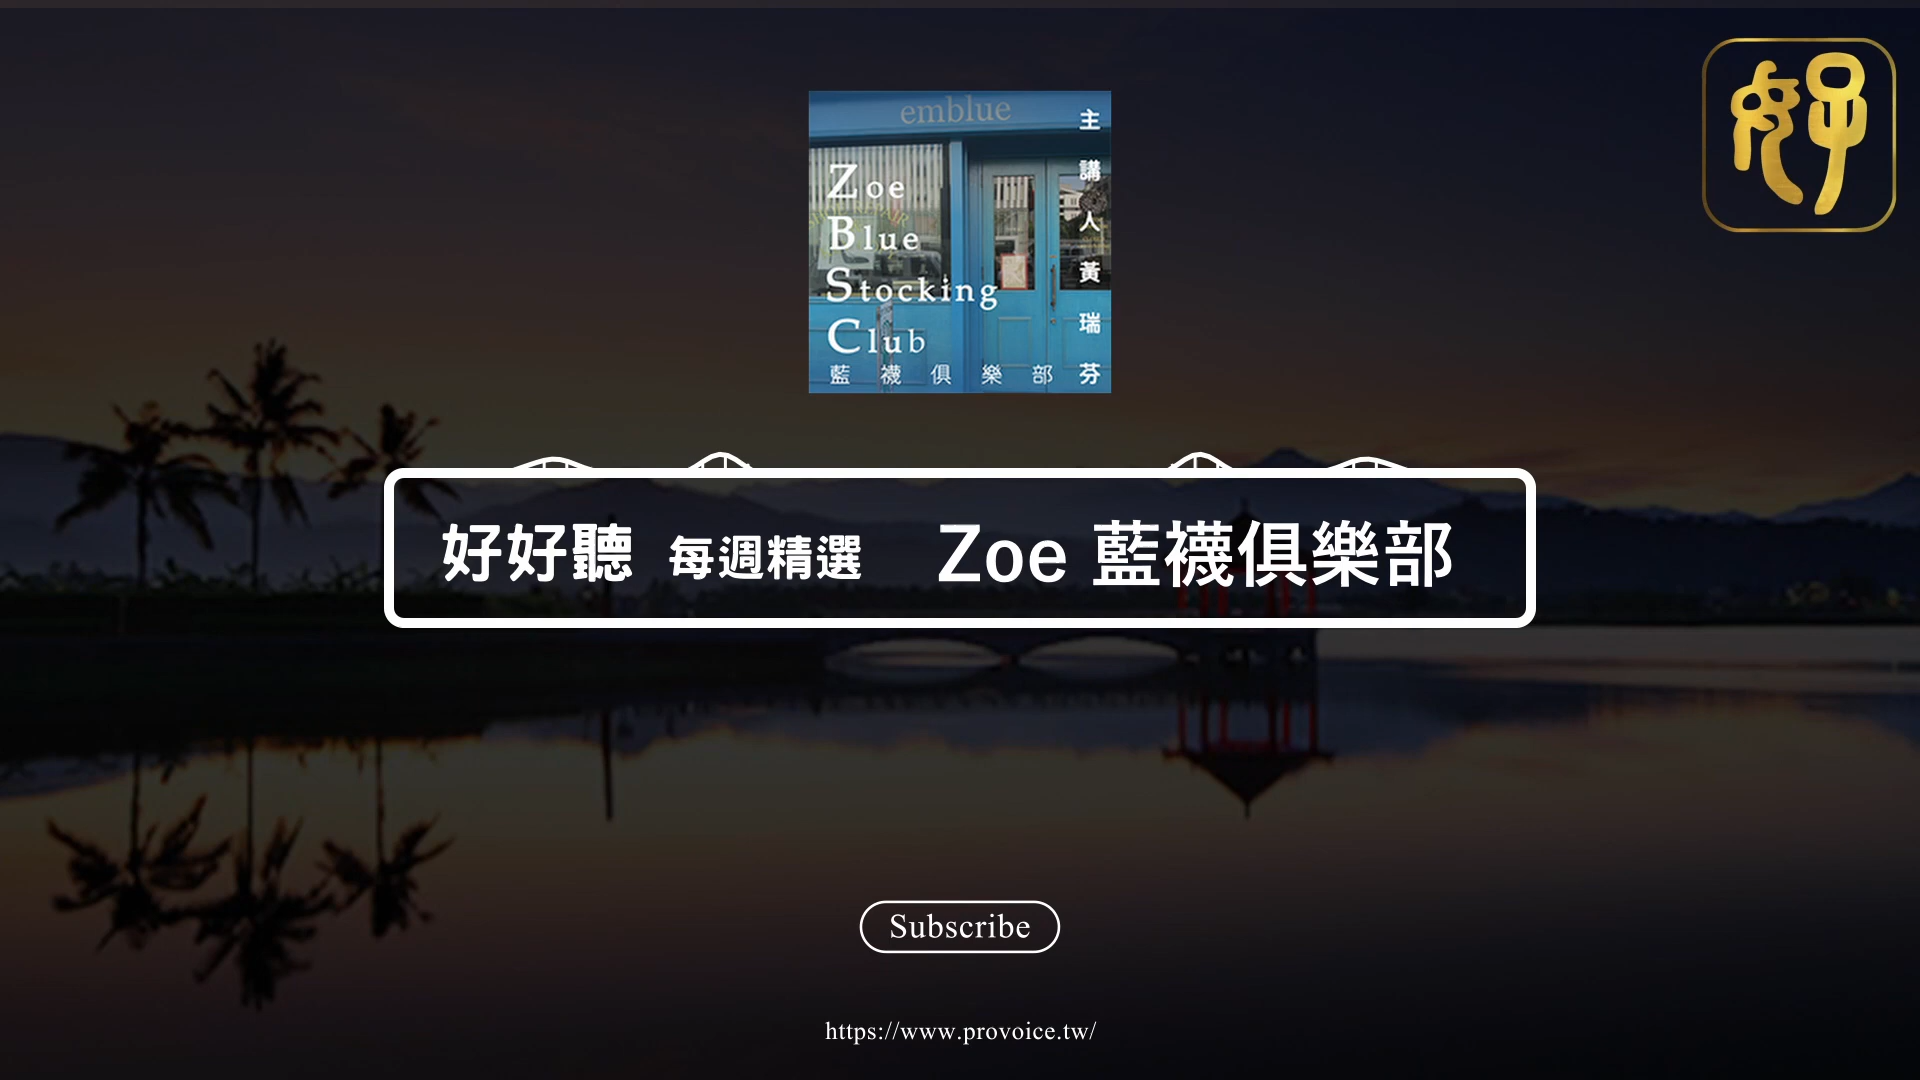 emblue
Zoe
Blue
Stocking
Club
藍襪俱樂部
主講人黃瑞芬
好好聽 每週精選 Zoe 藍襪俱樂部
Subscribe
https://www.provoice.tw/